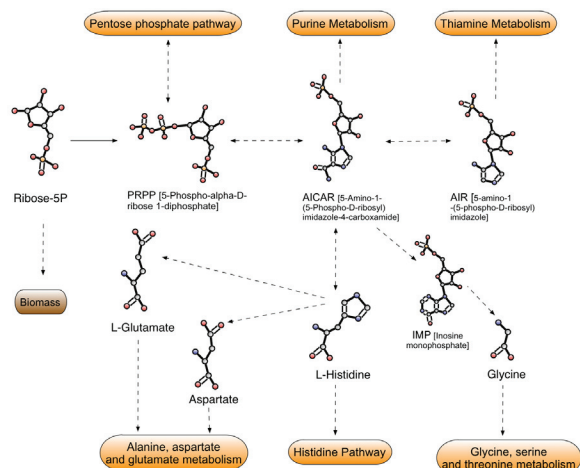 Pentose phosphate pathway
Purine Metabolism
Thiamine Metabolism
Ribose-5P
PRPP [5-Phospho-alpha-D-
ribose 1-diphosphate]
AICAR [5-Amino-1-
(5-Phospho-D-ribosyl)
imidazole-4-carboxamide]
AIR [5-amino-1
-(5-phospho-D-ribosyl)
imidazole]
Biomass
L-Glutamate
Aspartate
L-Histidine
IMP [Inosine
monophosphate]
Glycine
Alanine, aspartate
and glutamate metabolism
Histidine Pathway
Glycine, serine
and threonine metabolism